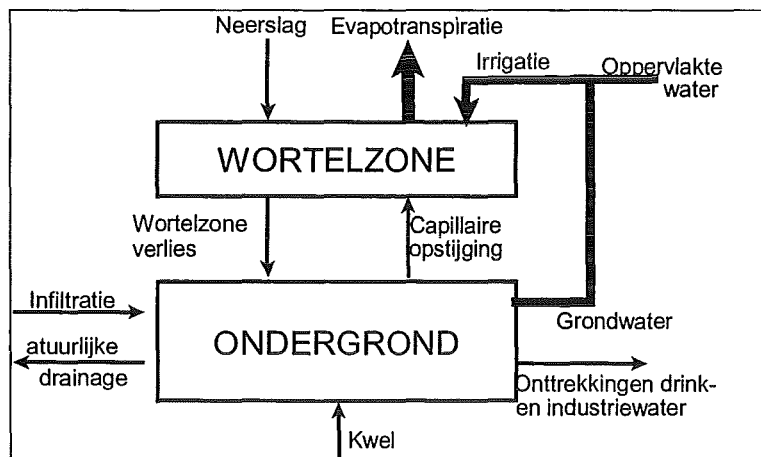 Neerslag
Evapotranspiratie
Irrigatie
Oppervlakte
water
WORTELZONE
Wortelzone
verlies
Capillaire
opstijging
Infiltratie
Grondwater
atuurlijke
drainage
ONDERGROND
Onttrekkingen drink-
en industriewater
Kwel